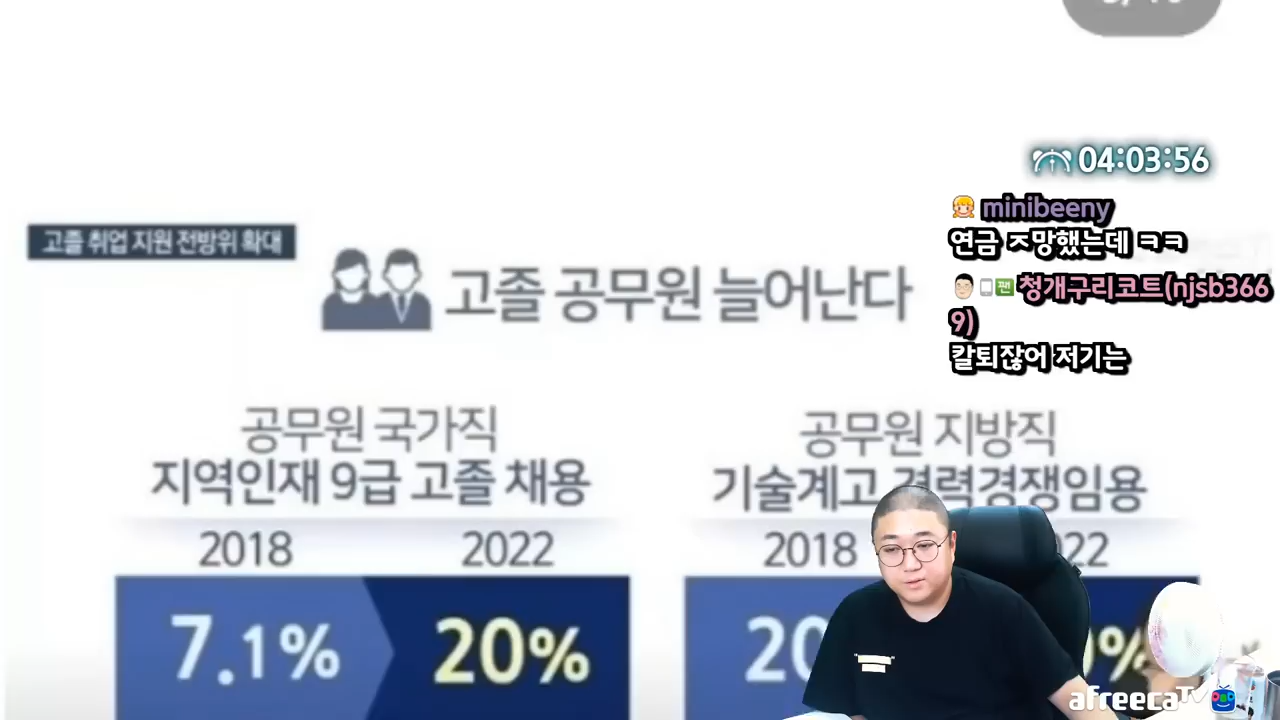 04:03:56
minibeeny
연금 ㅈ망했는데 ㅋㅋ
청개구리코트(njsb366
9)
칼퇴잖어 저기는
고졸 취업 지원 전방위 확대
고졸 공무원 늘어난다
공무원 국가직
지역인재 9급 고졸 채용
2018 2022
7.1% 20%
공무원 지방직
기술계고 경력경쟁임용
2018
afreecaTV